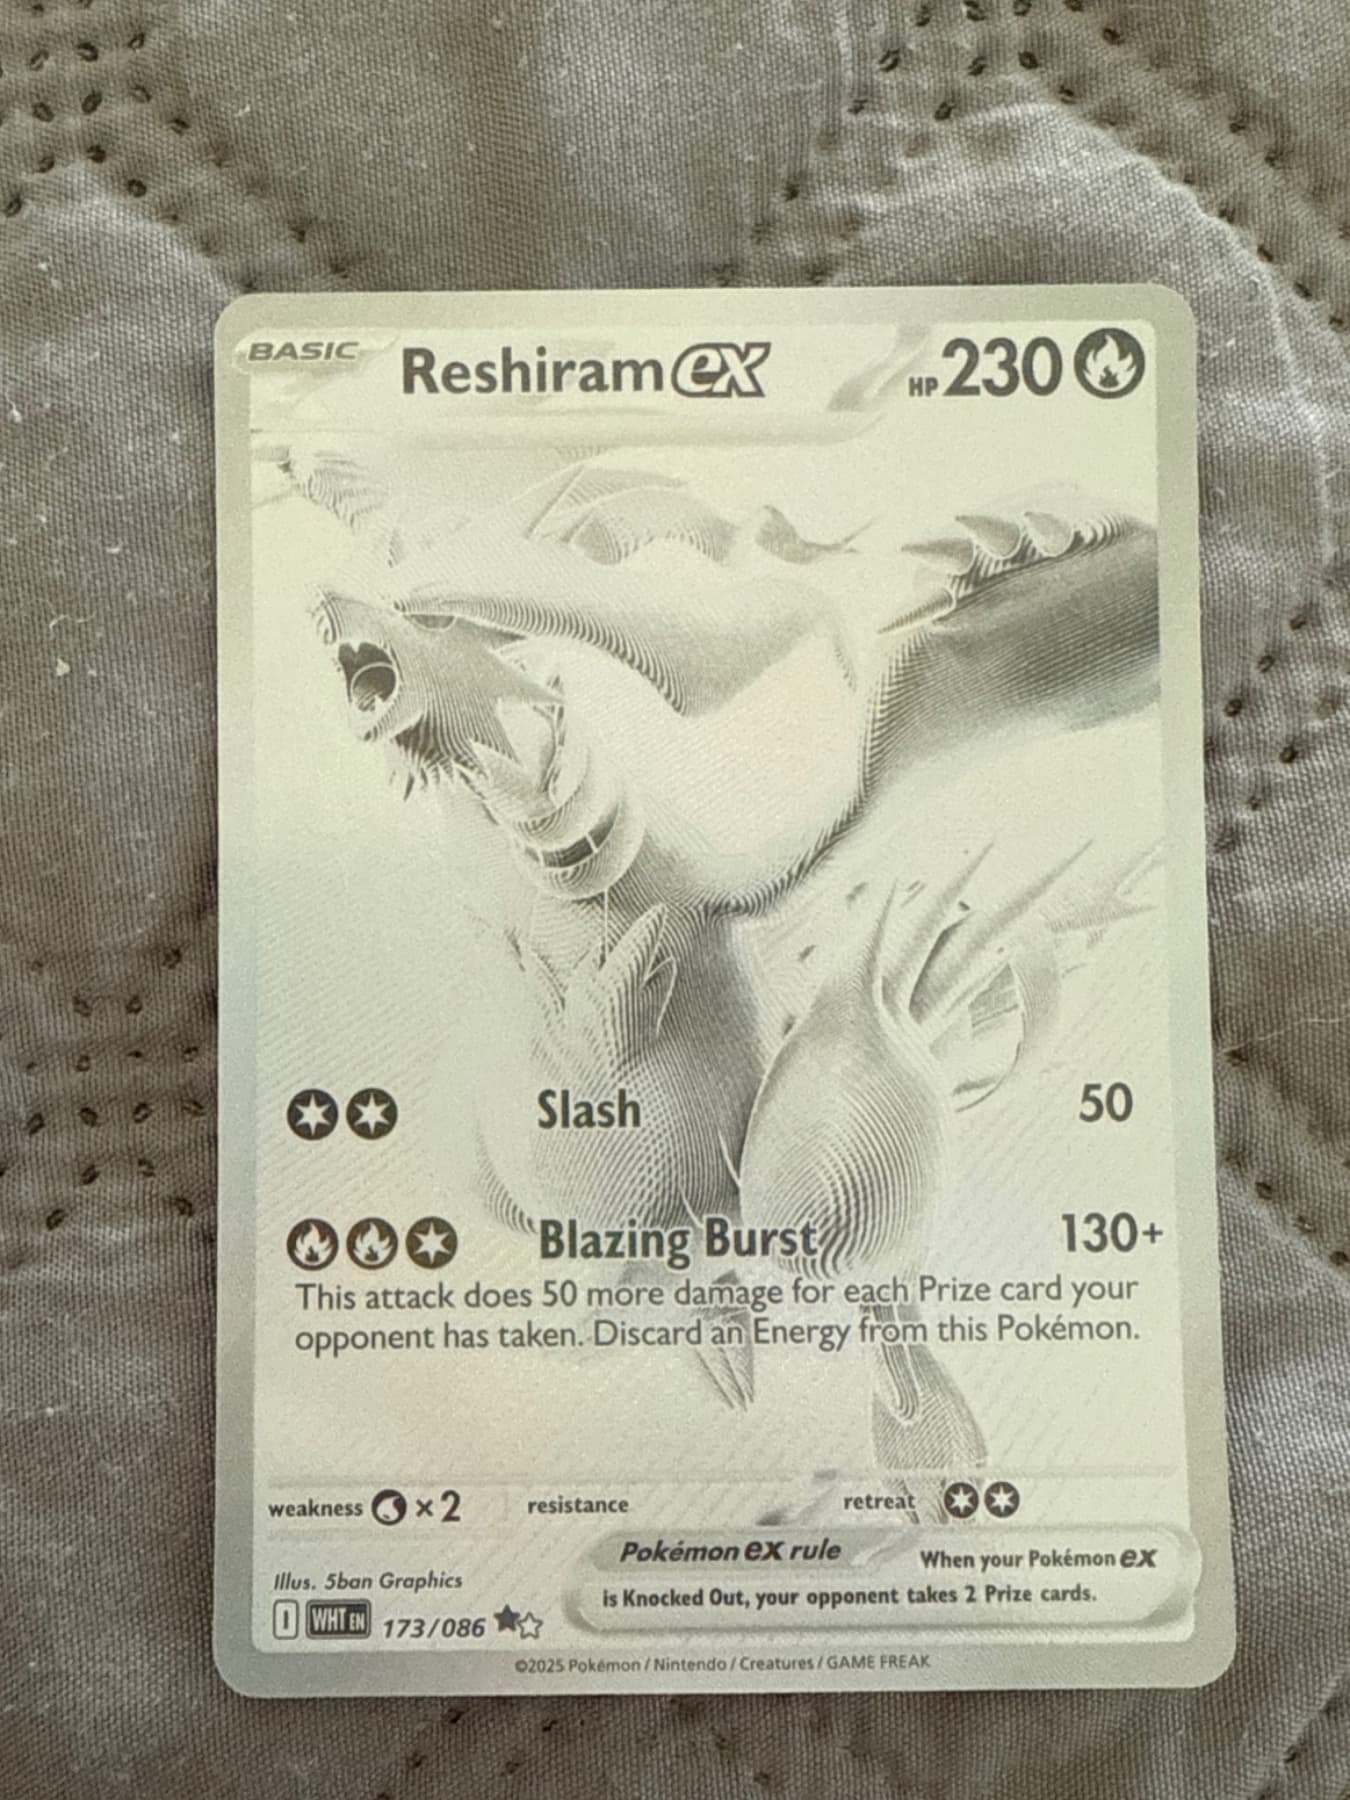 BASIC
Reshiram ex
HP 230
Slash 50
Blazing Burst 130+
This attack does 50 more damage for each Prize card your
opponent has taken. Discard an Energy from this Pokémon.
weakness ×2 resistance retreat
Pokémon ex rule When your Pokémon ex
is Knocked Out, your opponent takes 2 Prize cards.
Illus. 5ban Graphics
I WHT EN 173/086
©2025 Pokémon / Nintendo / Creatures / GAME FREAK